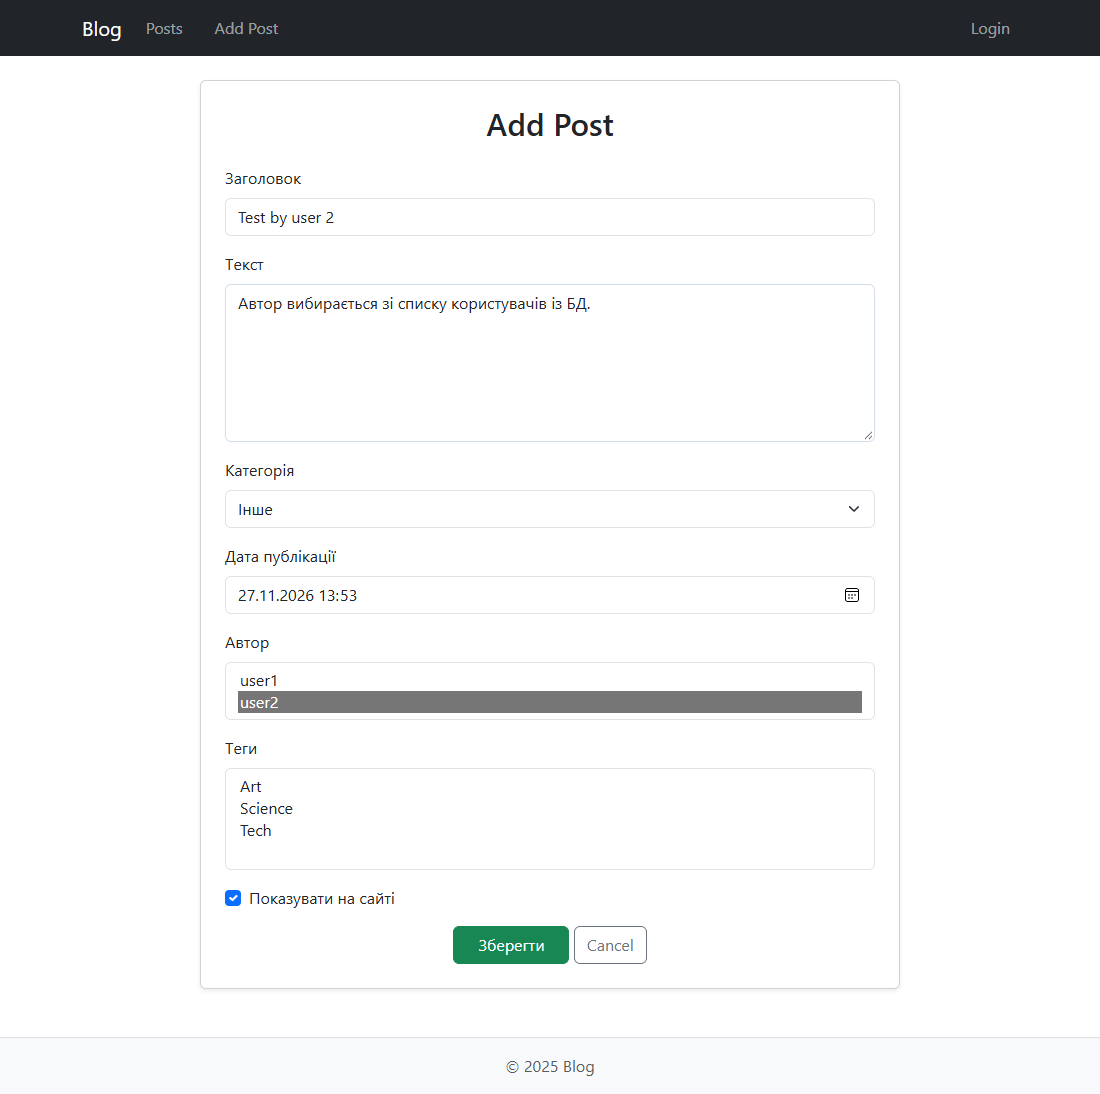 Blog Posts Add Post Login
Add Post
Заголовок
Test by user 2
Текст
Автор вибирається зі списку користувачів із БД.
Категорія
Інше
Дата публікації
27.11.2026 13:53
Автор
user1
user2
Теги
Art
Science
Tech
Показувати на сайті
Зберегти Cancel
© 2025 Blog